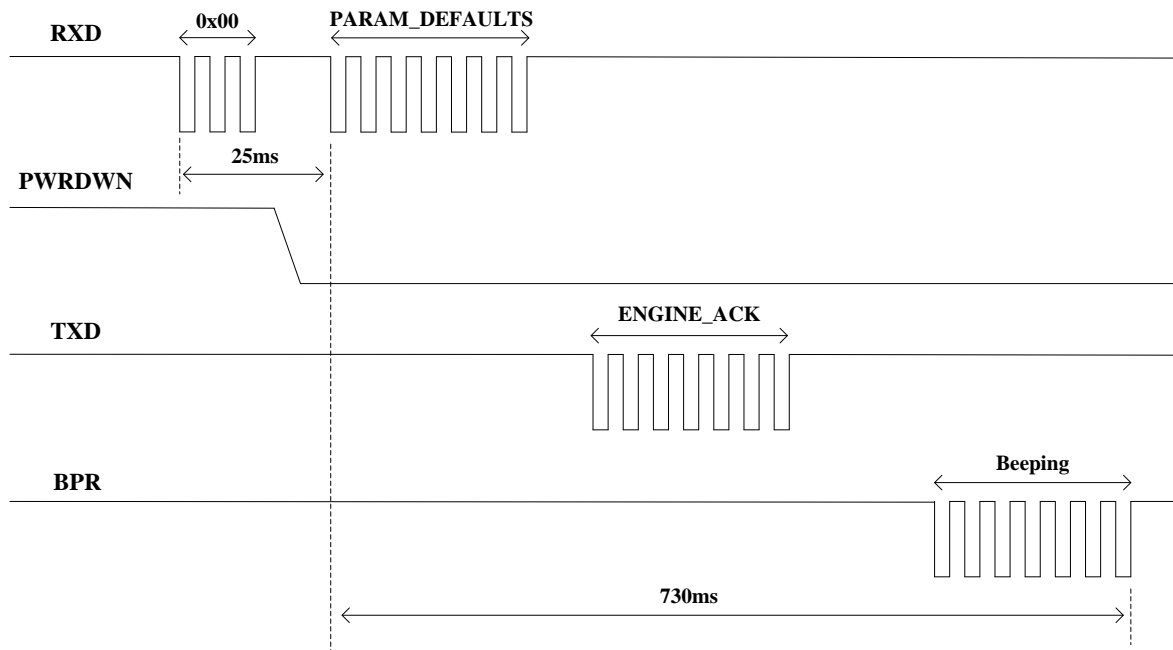 0x00
PARAM_DEFAULTS
RXD
25ms
PWRDWN
ENGINE_ACK
TXD
Beeping
BPR
730ms